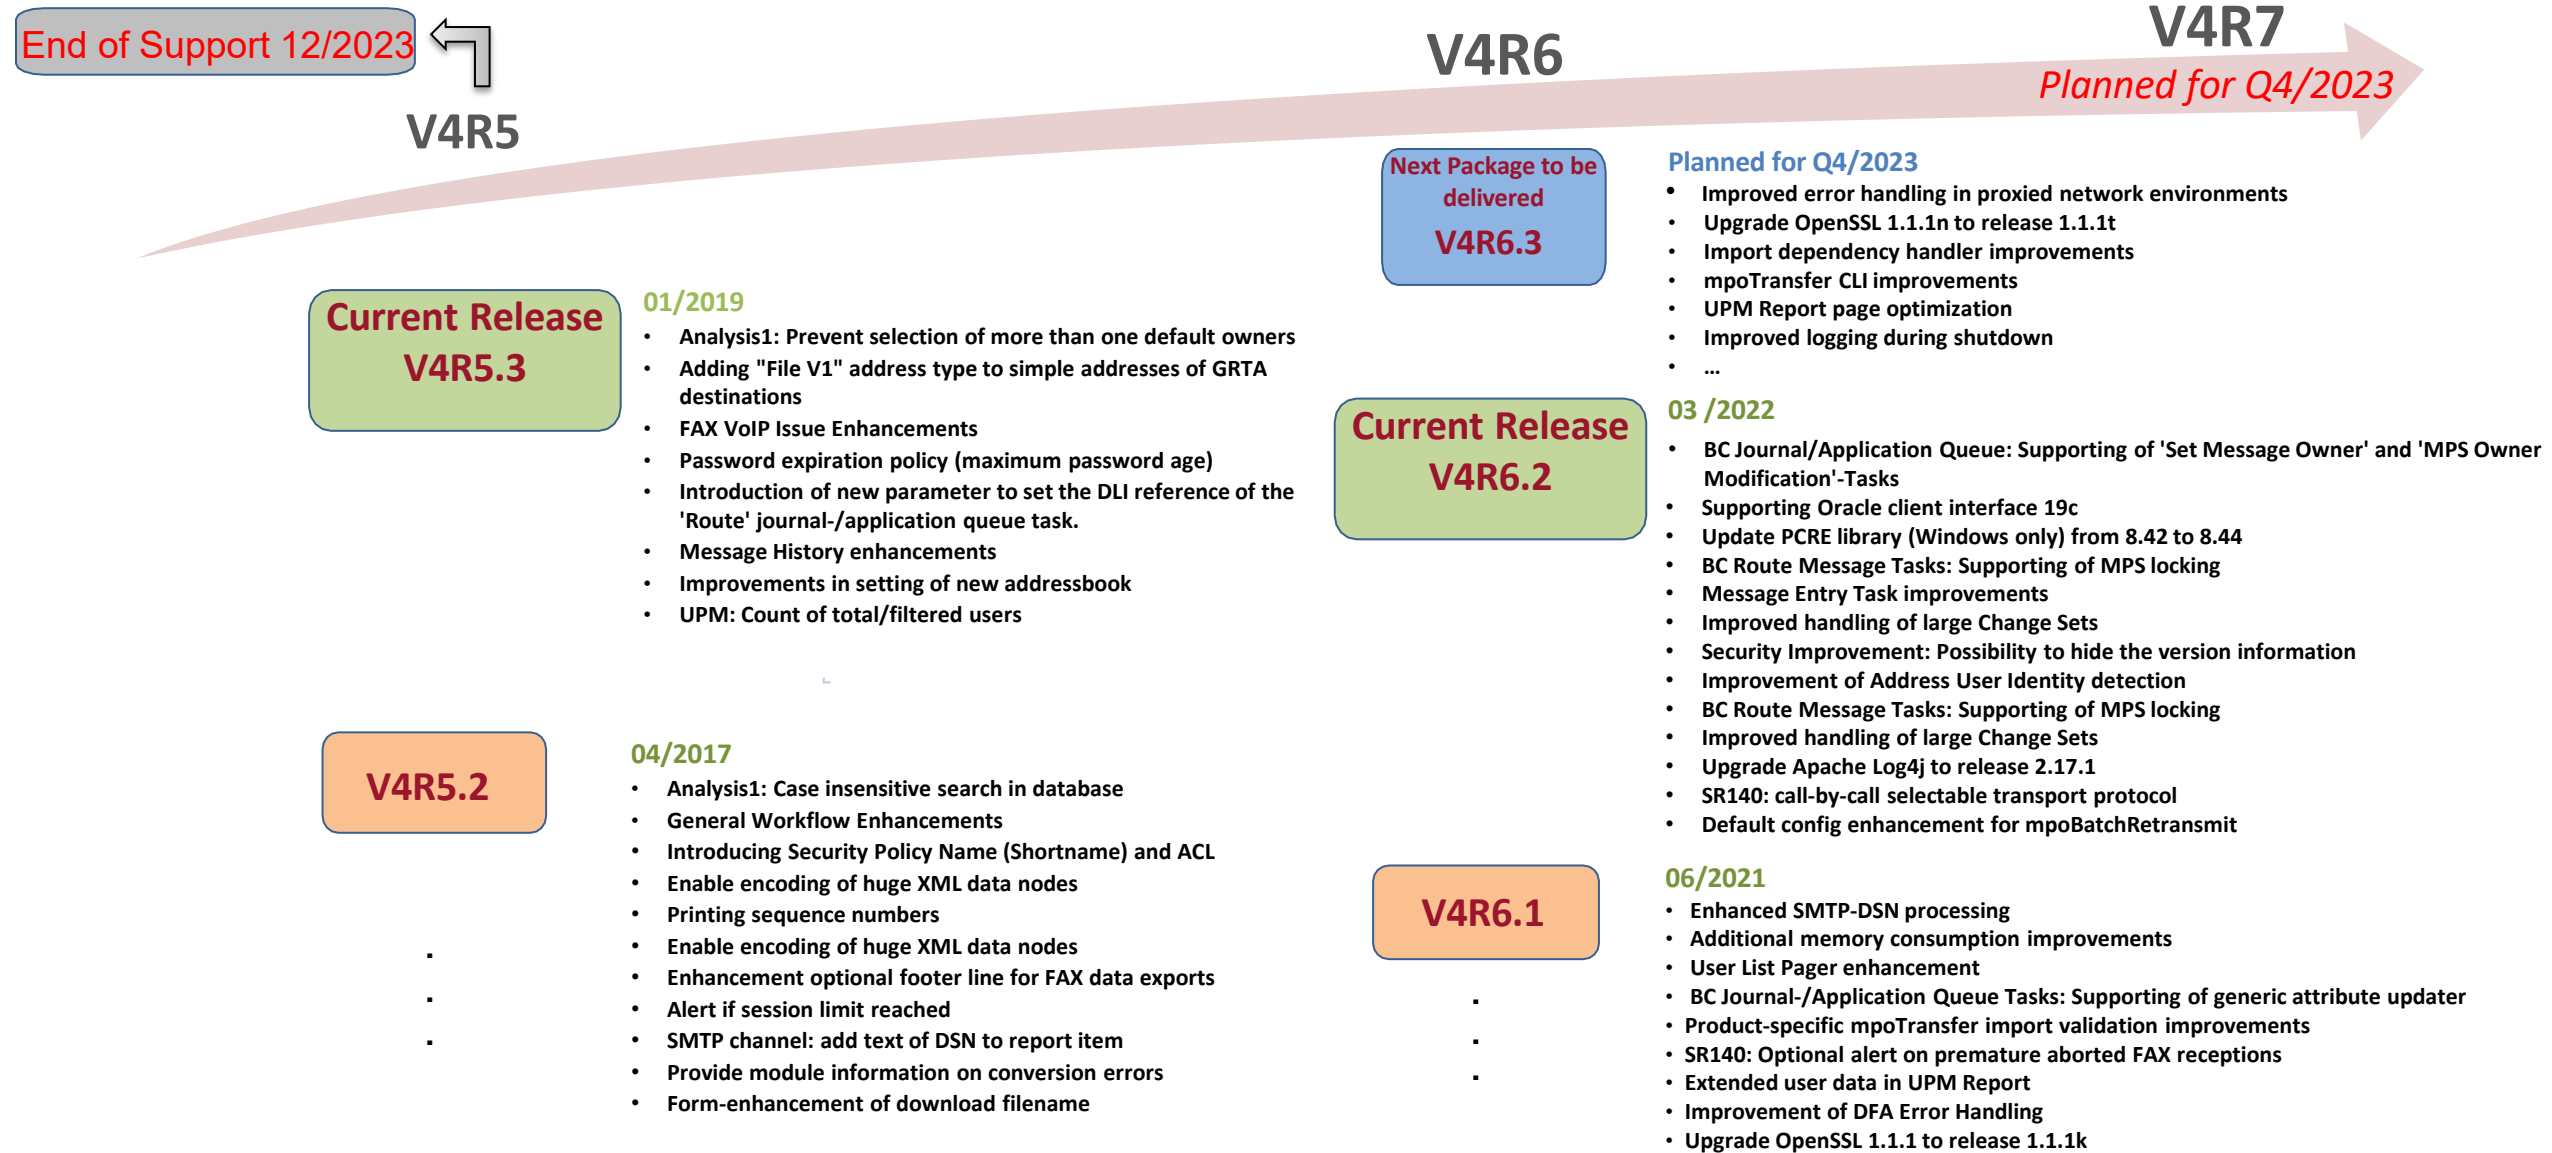 End of Support 12/2023
V4R5
V4R6
V4R7
Planned for Q4/2023
Current Release
V4R5.3
01/2019
• Analysis1: Prevent selection of more than one default owners
• Adding "File V1" address type to simple addresses of GRTA
destinations
• FAX VoIP Issue Enhancements
• Password expiration policy (maximum password age)
• Introduction of new parameter to set the DLI reference of the
'Route' journal-/application queue task.
• Message History enhancements
• Improvements in setting of new addressbook
• UPM: Count of total/filtered users
V4R5.2
04/2017
• Analysis1: Case insensitive search in database
• General Workflow Enhancements
• Introducing Security Policy Name (Shortname) and ACL
• Enable encoding of huge XML data nodes
• Printing sequence numbers
• Enable encoding of huge XML data nodes
• Enhancement optional footer line for FAX data exports
• Alert if session limit reached
• SMTP channel: add text of DSN to report item
• Provide module information on conversion errors
• Form-enhancement of download filename
.
.
.
Next Package to be
delivered
V4R6.3
Planned for Q4/2023
• Improved error handling in proxied network environments
• Upgrade OpenSSL 1.1.1n to release 1.1.1t
• Import dependency handler improvements
• mpoTransfer CLI improvements
• UPM Report page optimization
• Improved logging during shutdown
• ...
Current Release
V4R6.2
03 /2022
• BC Journal/Application Queue: Supporting of 'Set Message Owner' and 'MPS Owner
Modification'-Tasks
• Supporting Oracle client interface 19c
• Update PCRE library (Windows only) from 8.42 to 8.44
• BC Route Message Tasks: Supporting of MPS locking
• Message Entry Task improvements
• Improved handling of large Change Sets
• Security Improvement: Possibility to hide the version information
• Improvement of Address User Identity detection
• BC Route Message Tasks: Supporting of MPS locking
• Improved handling of large Change Sets
• Upgrade Apache Log4j to release 2.17.1
• SR140: call-by-call selectable transport protocol
• Default config enhancement for mpoBatchRetransmit
V4R6.1
06/2021
• Enhanced SMTP-DSN processing
• Additional memory consumption improvements
• User List Pager enhancement
• BC Journal-/Application Queue Tasks: Supporting of generic attribute updater
• Product-specific mpoTransfer import validation improvements
• SR140: Optional alert on premature aborted FAX receptions
• Extended user data in UPM Report
• Improvement of DFA Error Handling
• Upgrade OpenSSL 1.1.1 to release 1.1.1k
.
.
.